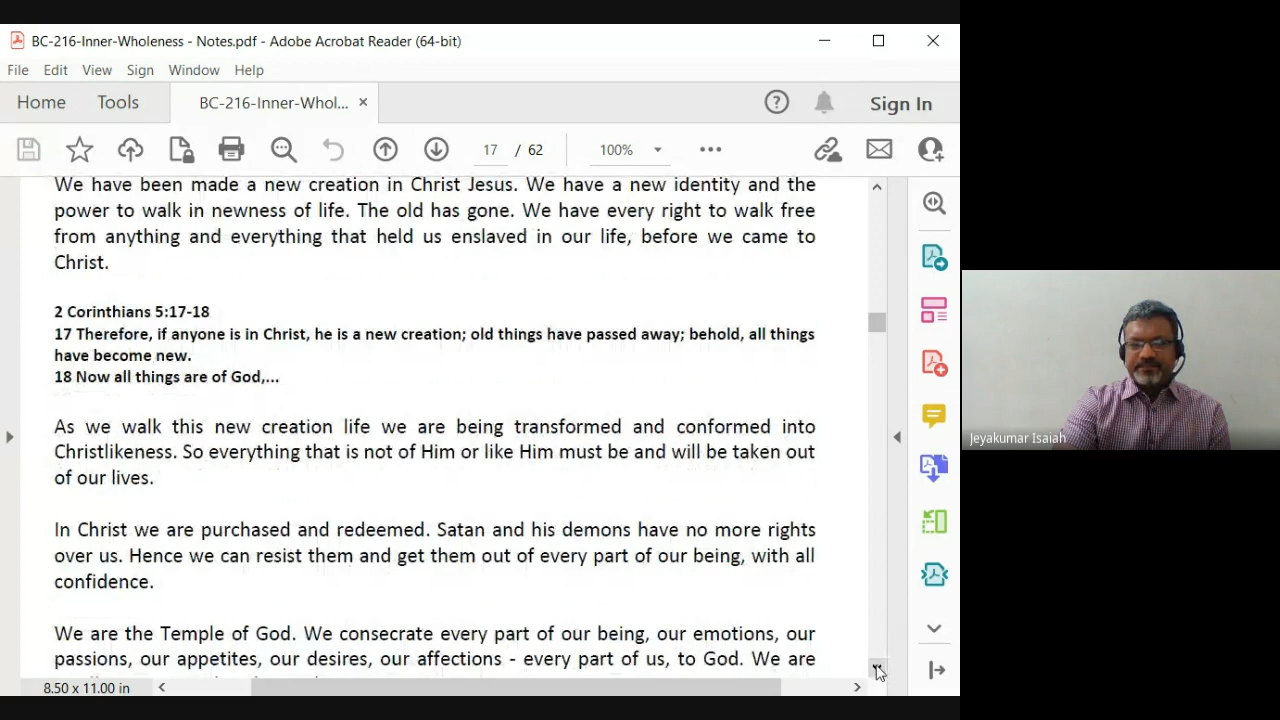 BC-216-Inner-Wholeness - Notes.pdf - Adobe Acrobat Reader (64-bit)
File Edit View Sign Window Help
Home Tools BC-216-Inner-Whol... × Sign In
17 / 62 100%
We have been made a new creation in Christ Jesus. We have a new identity and the
power to walk in newness of life. The old has gone. We have every right to walk free
from anything and everything that held us enslaved in our life, before we came to
Christ.
2 Corinthians 5:17-18
17 Therefore, if anyone is in Christ, he is a new creation; old things have passed away; behold, all things
have become new.
18 Now all things are of God,...
As we walk this new creation life we are being transformed and conformed into
Christlikeness. So everything that is not of Him or like Him must be and will be taken out
of our lives.
In Christ we are purchased and redeemed. Satan and his demons have no more rights
over us. Hence we can resist them and get them out of every part of our being, with all
confidence.
We are the Temple of God. We consecrate every part of our being, our emotions, our
passions, our appetites, our desires, our affections - every part of us, to God. We are
8.50 x 11.00 in
Jeyakumar Isaiah